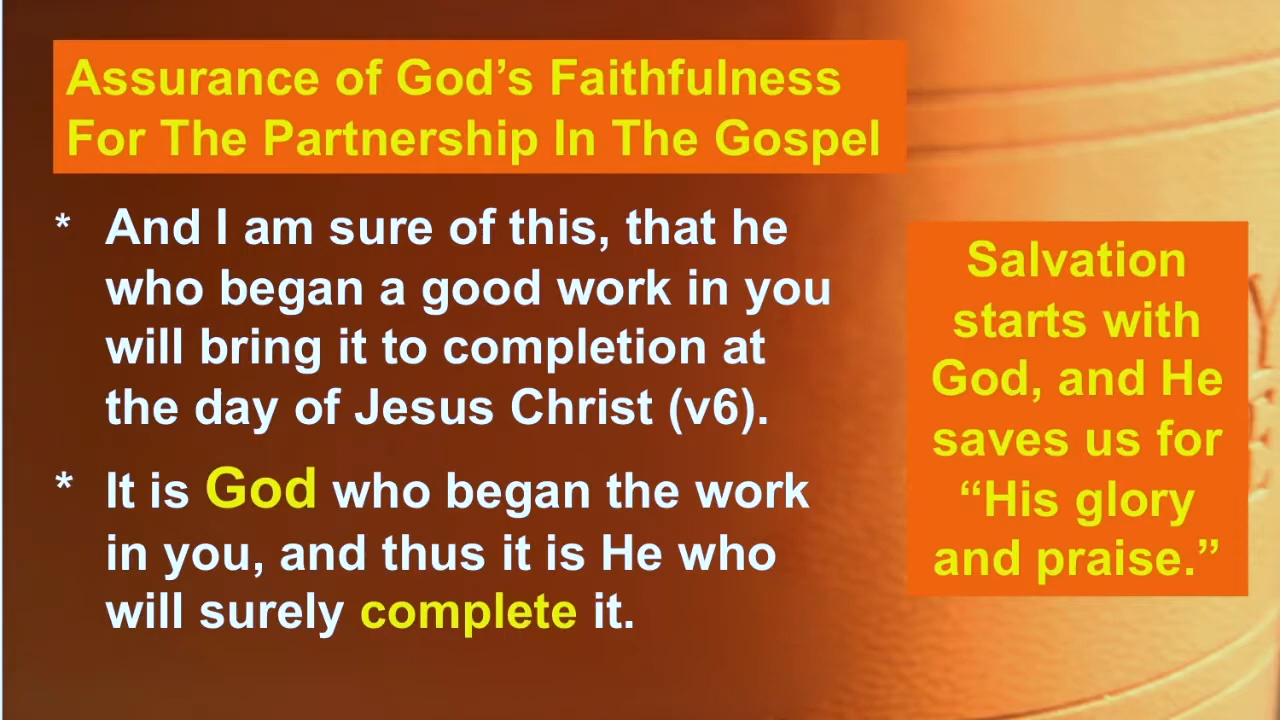 Assurance of God’s Faithfulness
For The Partnership In The Gospel
* And I am sure of this, that he
who began a good work in you
will bring it to completion at
the day of Jesus Christ (v6).
* It is God who began the work
in you, and thus it is He who
will surely complete it.
Salvation
starts with
God, and He
saves us for
“His glory
and praise.”